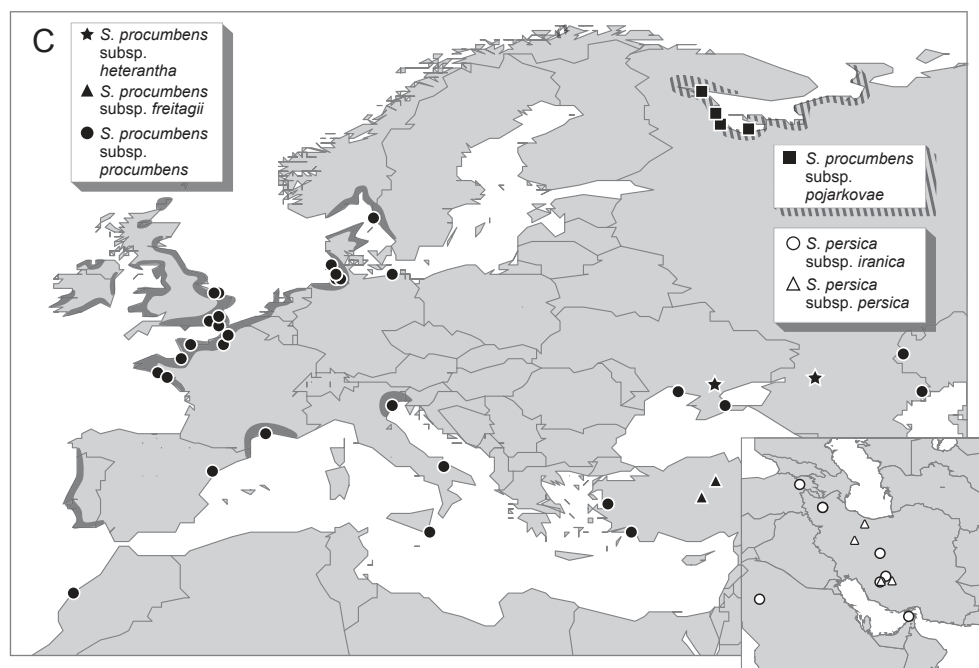 C
S. procumbens
subsp.
heterantha
S. procumbens
subsp. freitagii
S. procumbens
subsp.
procumbens
S. procumbens
subsp.
pojarkovae
S. persica
subsp. iranica
S. persica
subsp. persica